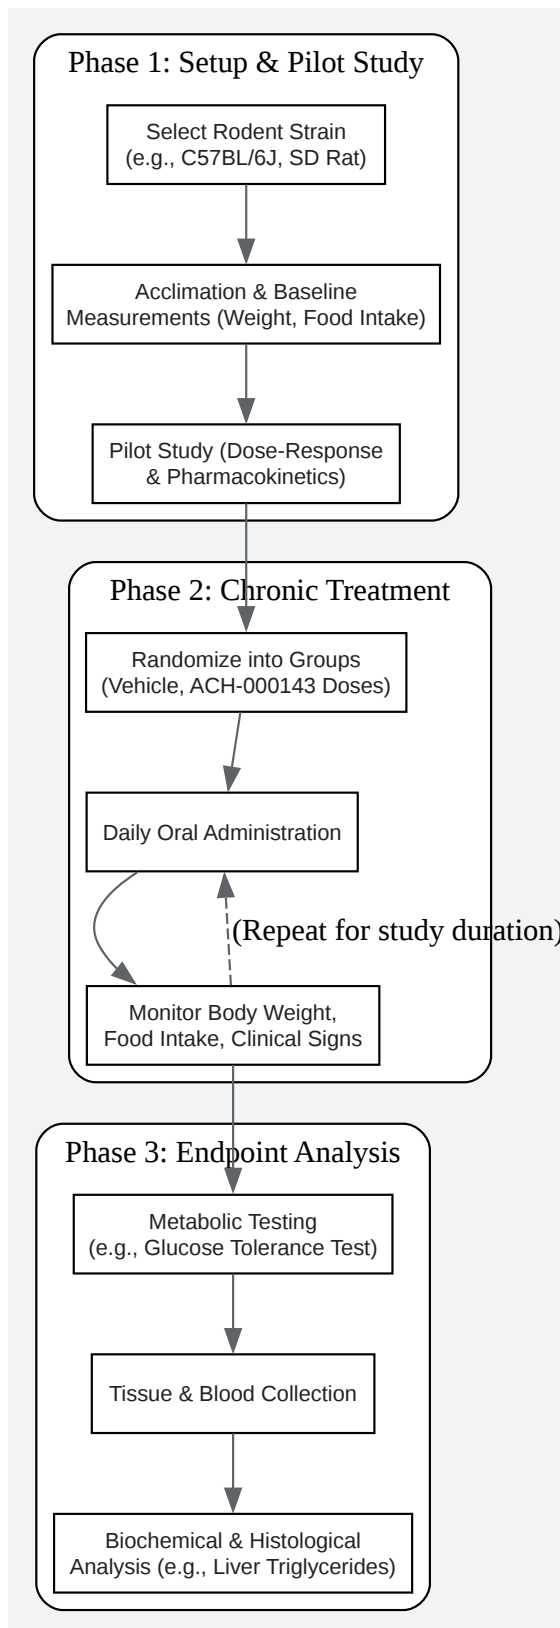 Phase 1: Setup & Pilot Study
Select Rodent Strain
(e.g., C57BL/6J, SD Rat)
Acclimation & Baseline
Measurements (Weight, Food Intake)
Pilot Study (Dose-Response
& Pharmacokinetics)
Phase 2: Chronic Treatment
Randomize into Groups
(Vehicle, ACH-000143 Doses)
Daily Oral Administration
(Repeat for study duration)
Monitor Body Weight,
Food Intake, Clinical Signs
Phase 3: Endpoint Analysis
Metabolic Testing
(e.g., Glucose Tolerance Test)
Tissue & Blood Collection
Biochemical & Histological
Analysis (e.g., Liver Triglycerides)